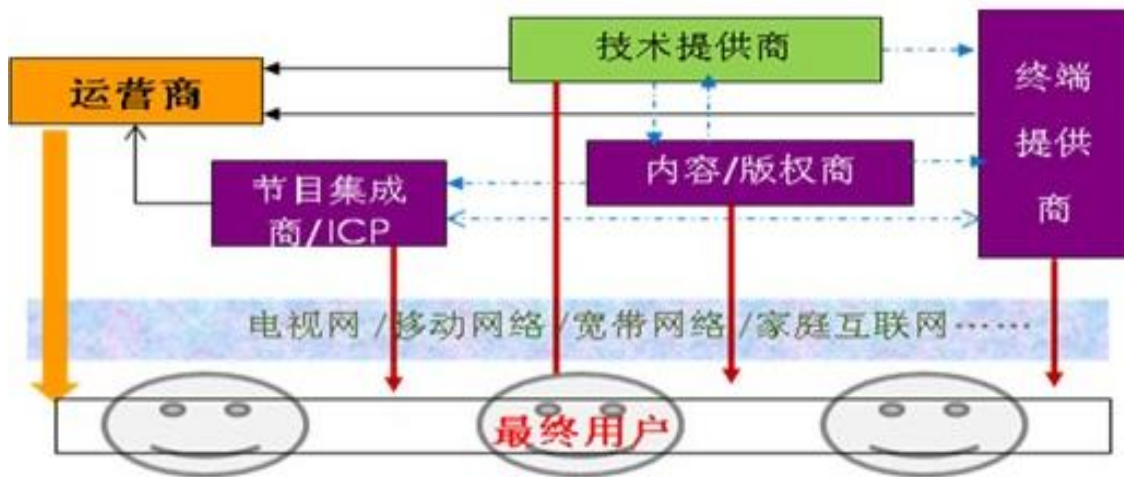 技术提供商
运营商
终端
提供
商
内容/版权商
节目集成
商/ICP
电视网/移动网络/宽带网络/家庭互联网……
最终用户